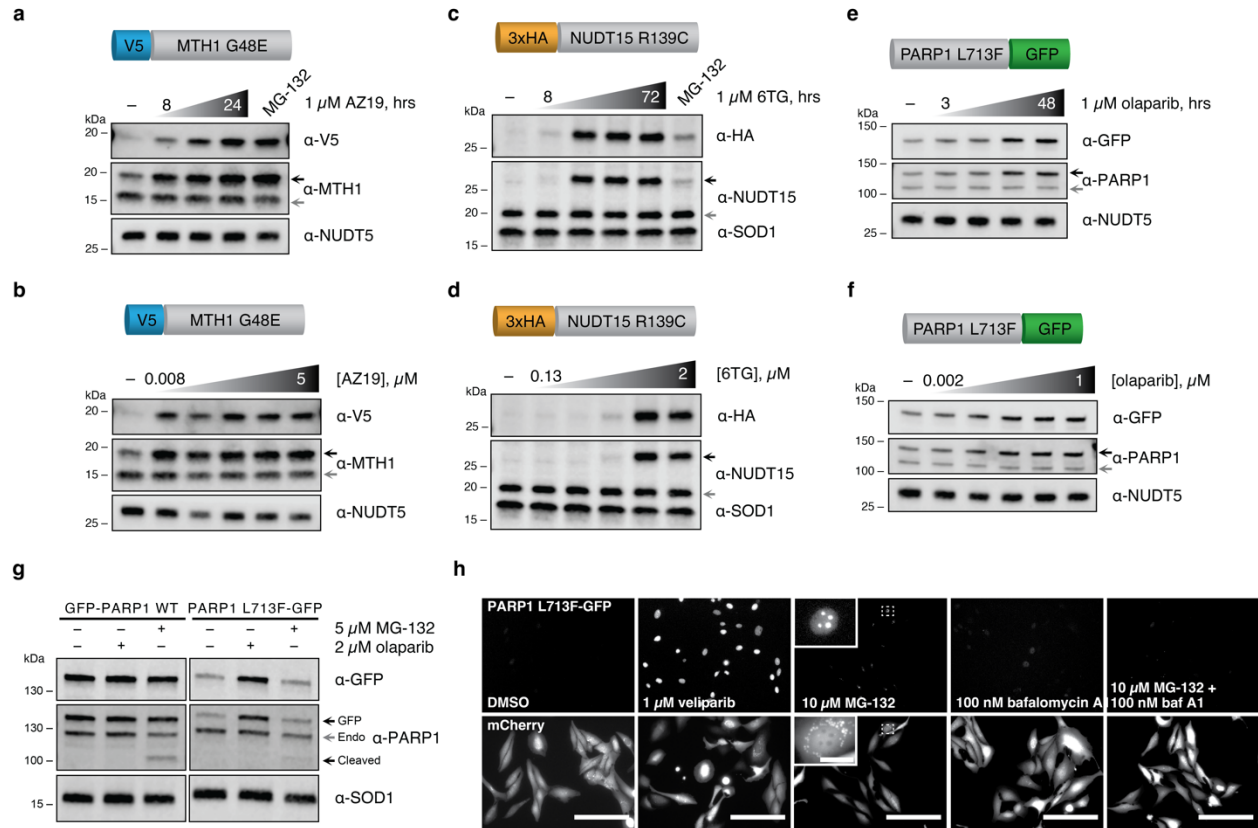 a
V5 MTH1 G48E
– 8 24 MG-132 1 µM AZ19, hrs
kDa
20 – α-V5
20 – α-MTH1
15 –
α-NUDT5
25 –
b
V5 MTH1 G48E
– 0.008 5 [AZ19], µM
kDa
20 – α-V5
20 – α-MTH1
15 –
α-NUDT5
25 –
c
3xHA NUDT15 R139C
– 8 72 MG-132 1 µM 6TG, hrs
kDa
α-HA
25 –
25 – α-NUDT15
20 –
α-SOD1
15 –
d
3xHA NUDT15 R139C
– 0.13 2 [6TG], µM
kDa
α-HA
25 –
25 – α-NUDT15
20 –
α-SOD1
15 –
e
PARP1 L713F GFP
– 3 48 1 µM olaparib, hrs
kDa
150 –
α-GFP
150 –
α-PARP1
100 –
α-NUDT5
25 –
f
PARP1 L713F GFP
– 0.002 1 [olaparib], µM
kDa
150 –
α-GFP
150 –
α-PARP1
100 –
α-NUDT5
25 –
g
GFP-PARP1 WT PARP1 L713F-GFP
– – + – – + 5 µM MG-132
– + – – + – 2 µM olaparib
kDa
α-GFP
130 –
130 – GFP
Endo α-PARP1
100 – Cleaved
α-SOD1
15 –
h
PARP1 L713F-GFP
DMSO
1 µM veliparib
10 µM MG-132
100 nM bafalomycin A1
10 µM MG-132 +
100 nM baf A1
mCherry